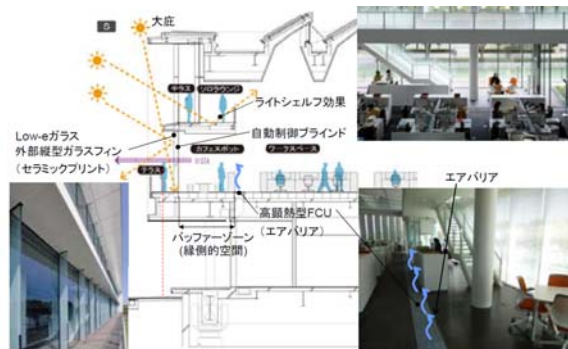 S
大庇
テラス
ソロラウンジ
ライトシェルフ効果
Low-eガラス
外部縦型ガラスフィン
(セラミックプリント)
自動制御ブラインド
カフェスポット
ワークスペース
テラス
高顕熱型FCU
(エアバリア)
バッファーゾーン
(縁側的空間)
エアバリア